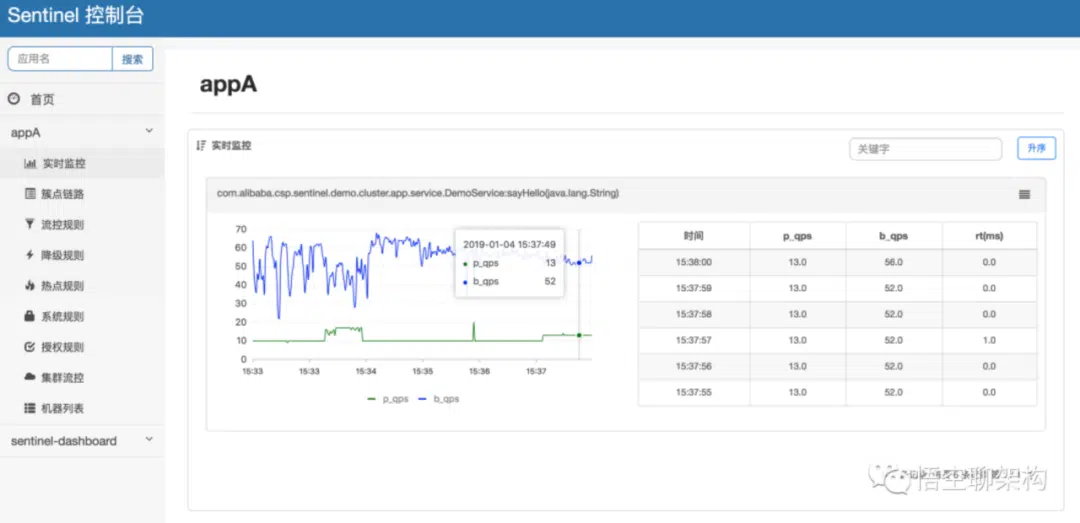 Sentinel 控制台
应用名 搜索
首页
appA
实时监控
簇点链路
流控规则
降级规则
热点规则
系统规则
授权规则
集群流控
机器列表
sentinel-dashboard
appA
实时监控 关键字 升序
com.alibaba.csp.sentinel.demo.cluster.app.service.DemoService:sayHello(java.lang.String)
70
60
50
40
30
20
10
0
15:33 15:33 15:34 15:35 15:36 15:37
2019-01-04 15:37:49
p_qps 13
b_qps 52
p_qps b_qps
时间 p_qps b_qps rt(ms)
15:38:00 13.0 56.0 0.0
15:37:59 13.0 52.0 0.0
15:37:58 13.0 52.0 0.0
15:37:57 13.0 52.0 1.0
15:37:56 13.0 52.0 0.0
15:37:55 13.0 52.0 0.0
悟空聊架构